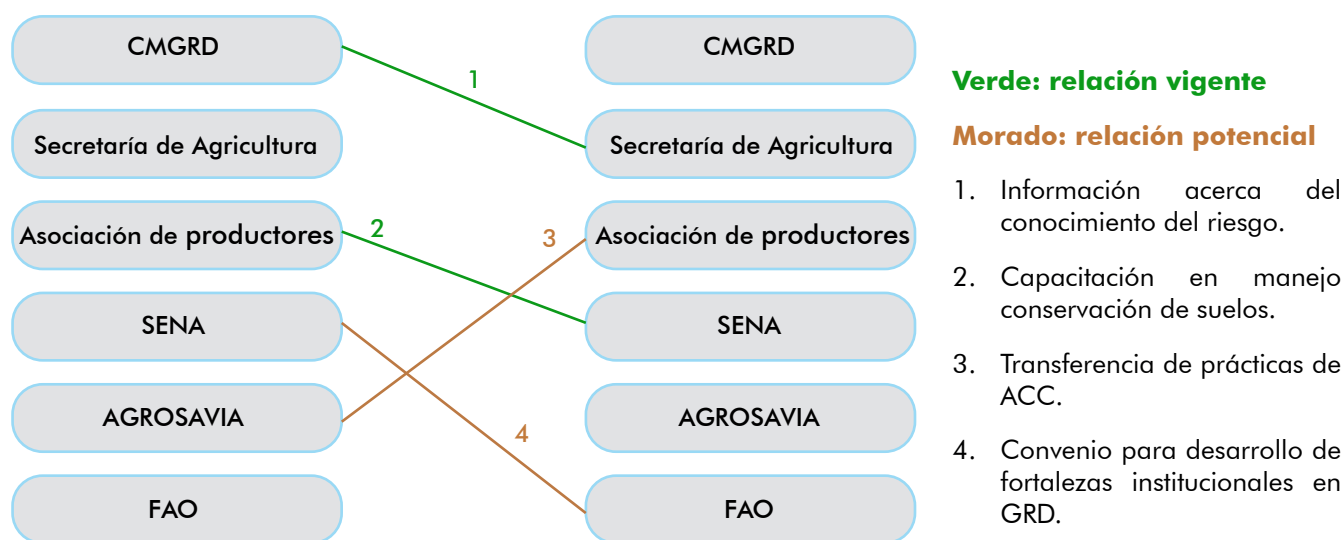 CMGRD
Secretaría de Agricultura
Asociación de productores
SENA
AGROSAVIA
FAO
1
2
3
4
CMGRD
Secretaría de Agricultura
Asociación de productores
SENA
AGROSAVIA
FAO
Verde: relación vigente
Morado: relación potencial
1. Información acerca del
conocimiento del riesgo.
2. Capacitación en manejo
conservación de suelos.
3. Transferencia de prácticas de
ACC.
4. Convenio para desarrollo de
fortalezas institucionales en
GRD.